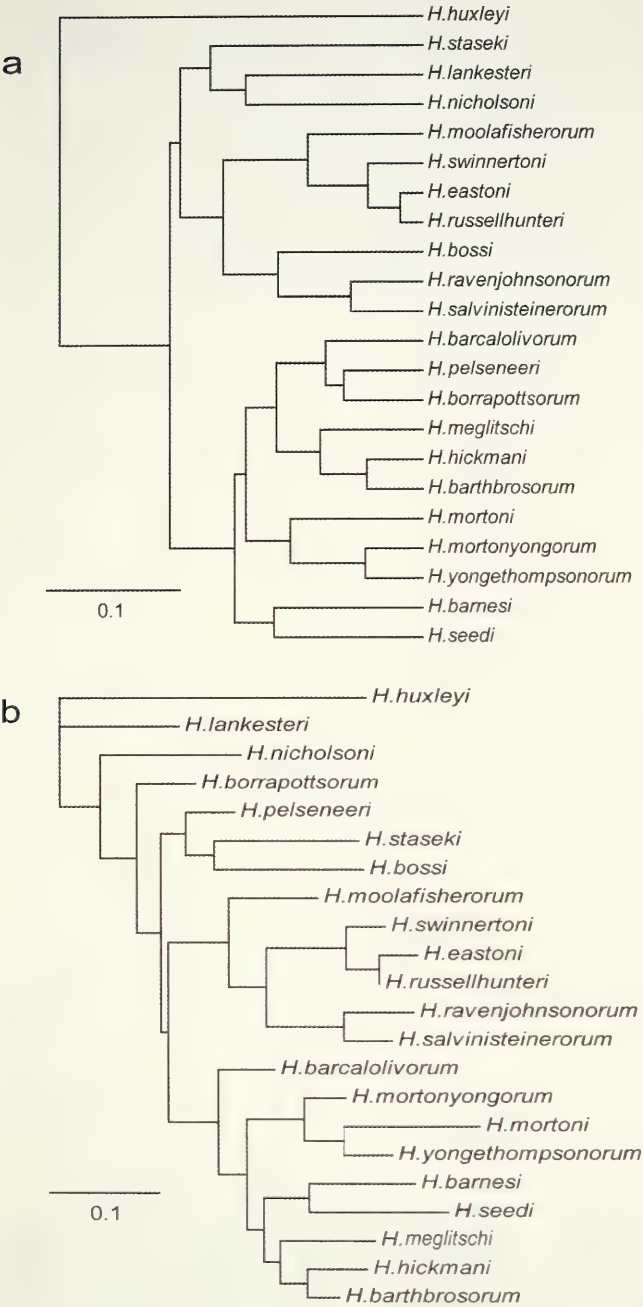 a
H.huxleyi
H.staseki
H.lankesteri
H.nicholsoni
H.moolafisherorum
H.swinnertoni
H.eastoni
H.russellhunteri
H.bossi
H.ravenjohnsonorum
H.salvinisteinerorum
H.barcalolivorum
H.pelseneeri
H.borrapottsorum
H.meglitschi
H.hickmani
H.barthbrosorum
H.mortoni
H.mortonyongorum
H.yongethompsonorum
H.barnesi
H.seedi
0.1
b
H.huxleyi
H.lankesteri
H.nicholsoni
H.borrapottsorum
H.pelseneeri
H.staseki
H.bossi
H.moolafisherorum
H.swinnertoni
H.eastoni
H.russellhunteri
H.ravenjohnsonorum
H.salvinisteinerorum
H.barcalolivorum
H.mortonyongorum
H.mortoni
H.yongethompsonorum
H.barnesi
H.seedi
H.meglitschi
H.hickmani
H.barthbrosorum
0.1